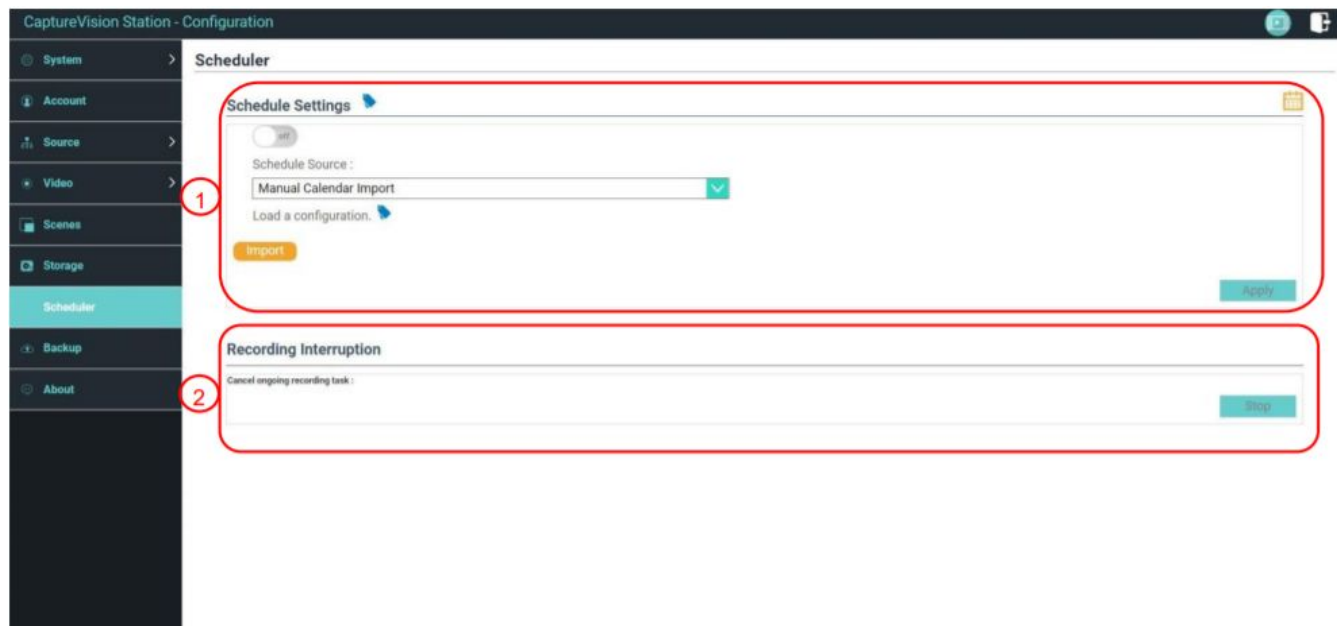 CaptureVision Station - Configuration
System
Account
Source
Video
Scenes
Storage
Scheduler
Backup
About
Scheduler
1
Schedule Settings
off
Schedule Source :
Manual Calendar Import
Load a configuration.
Import
Apply
2
Recording Interruption
Cancel ongoing recording task :
Stop